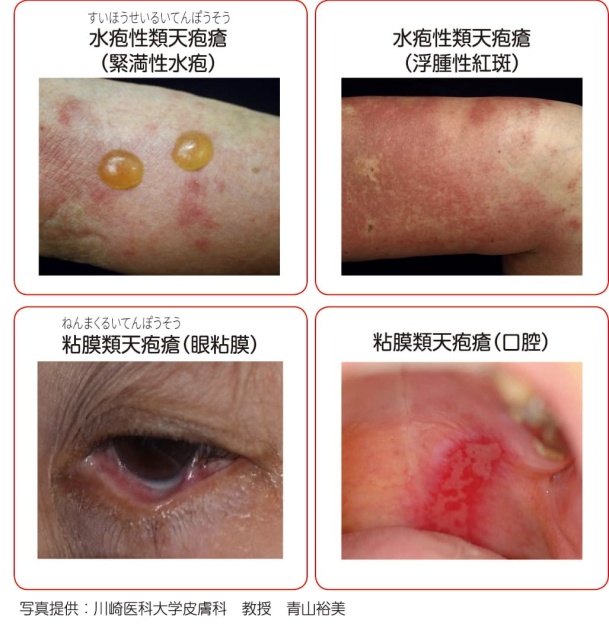 すいほうせいるいてんぽうそう
水疱性類天疱瘡
(緊満性水疱)
水疱性類天疱瘡
(浮腫性紅斑)
ねんまくるいてんぽうそう
粘膜類天疱瘡(眼粘膜)
粘膜類天疱瘡(口腔)
写真提供：川崎医科大学皮膚科　教授　青山裕美